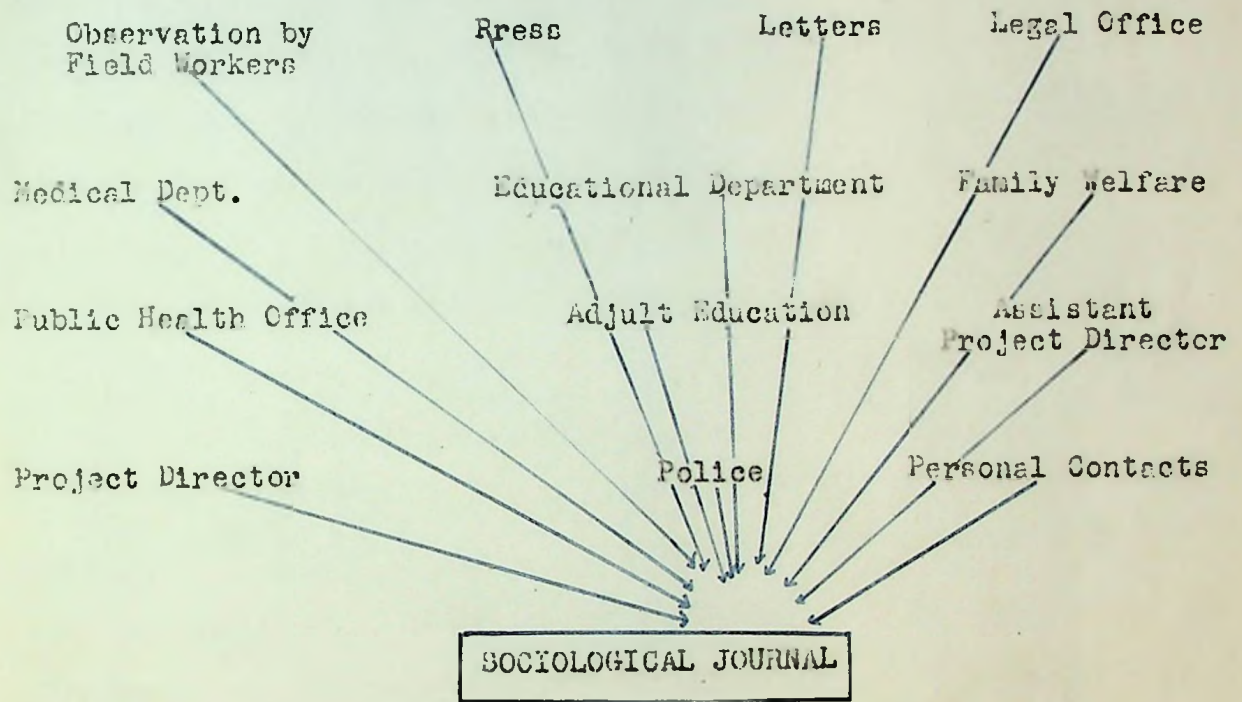 Observation by
Field Workers
Rress
Letters
Legal Office
Medical Dept.
Educational Department
Family Welfare
Public Health Office
Adjult Education
Assistant
Project Director
Project Director
Police
Personal Contacts
SOCIOLOGICAL JOURNAL